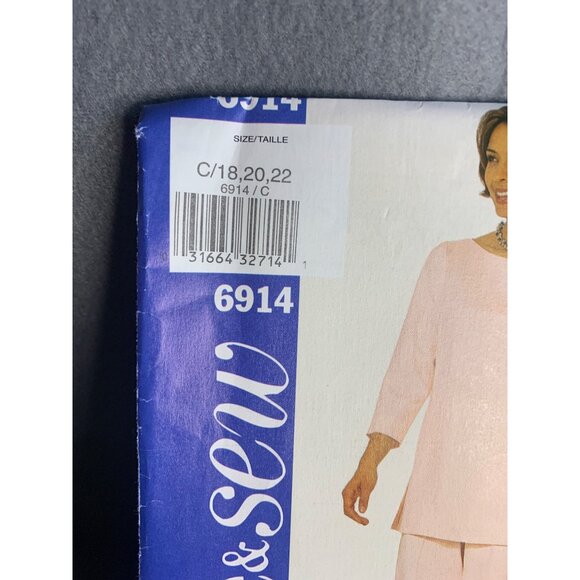 6914
SIZE/TAILLE
C/18,20,22
6914 / C
31664 32714 1
6914
& sew